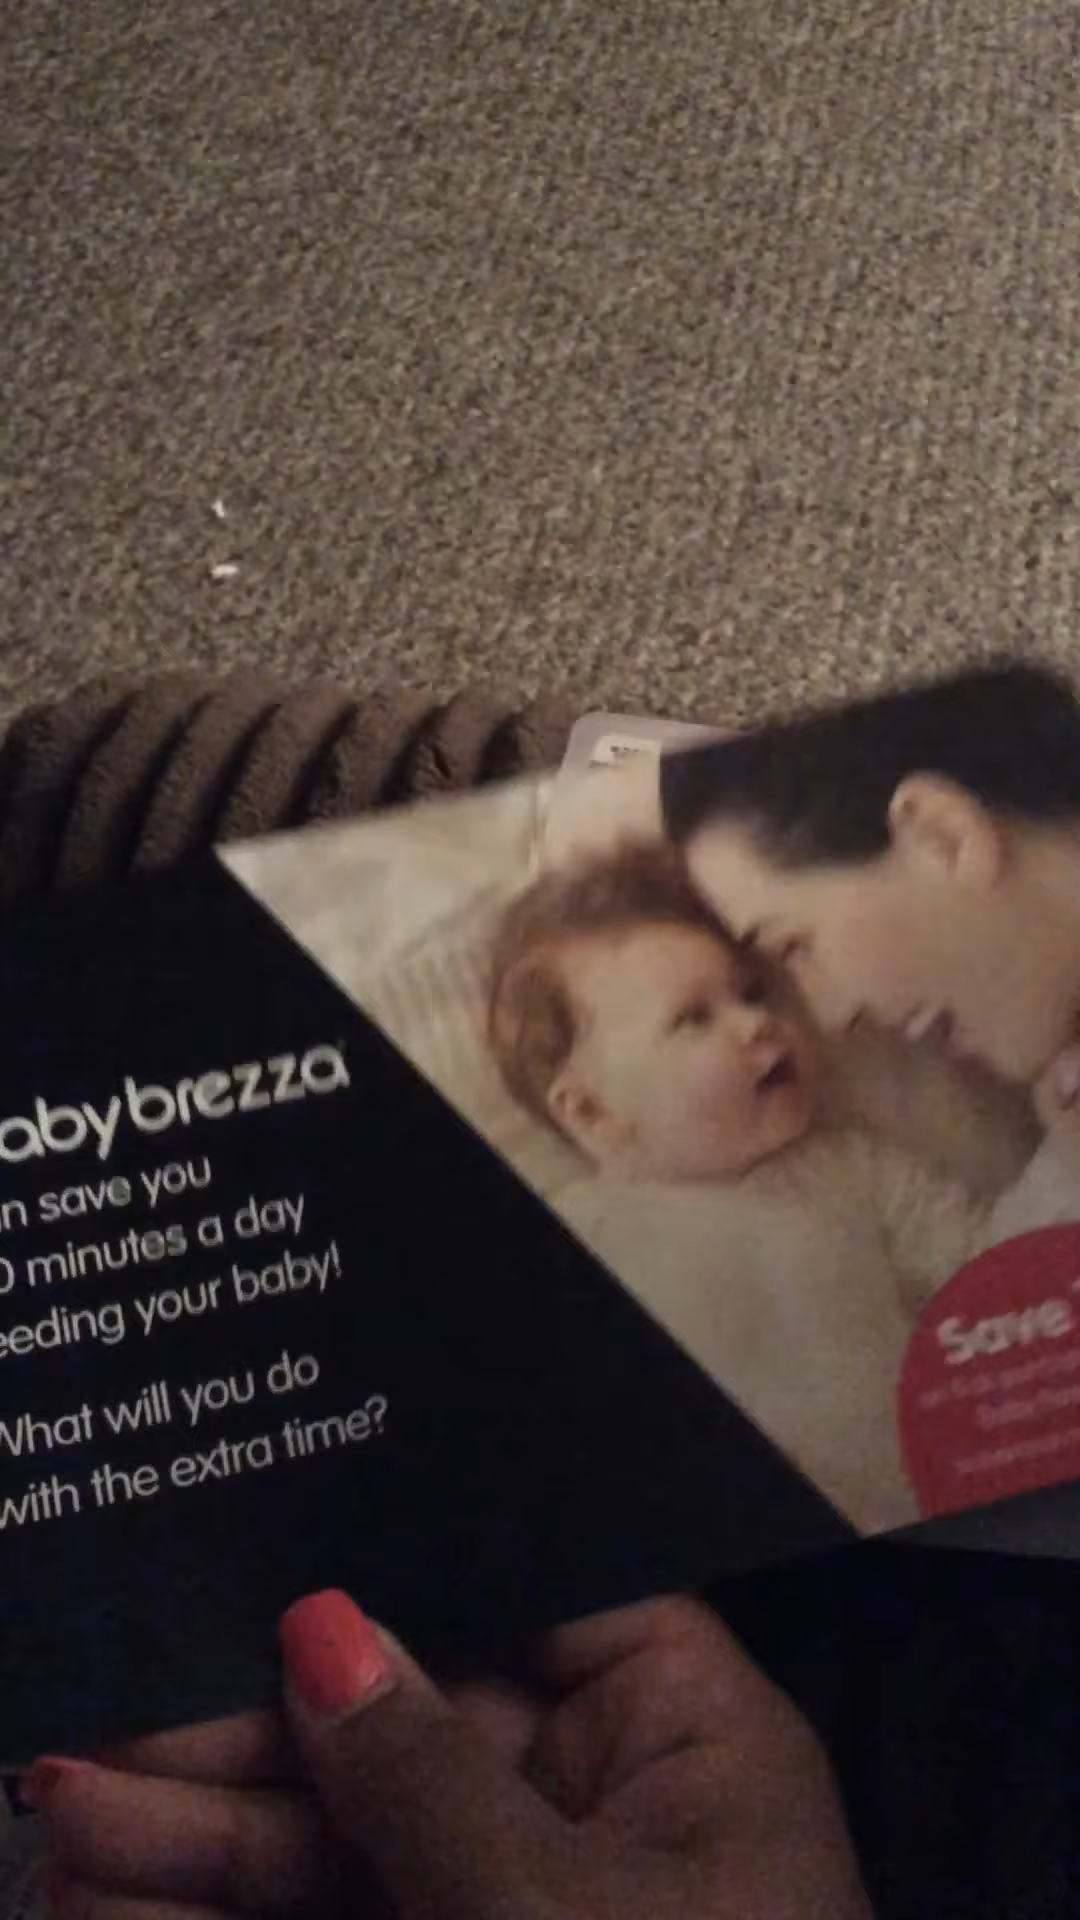 abybrezza
n save you
0 minutes a day
eeding your baby!
What will you do
with the extra time?
Save